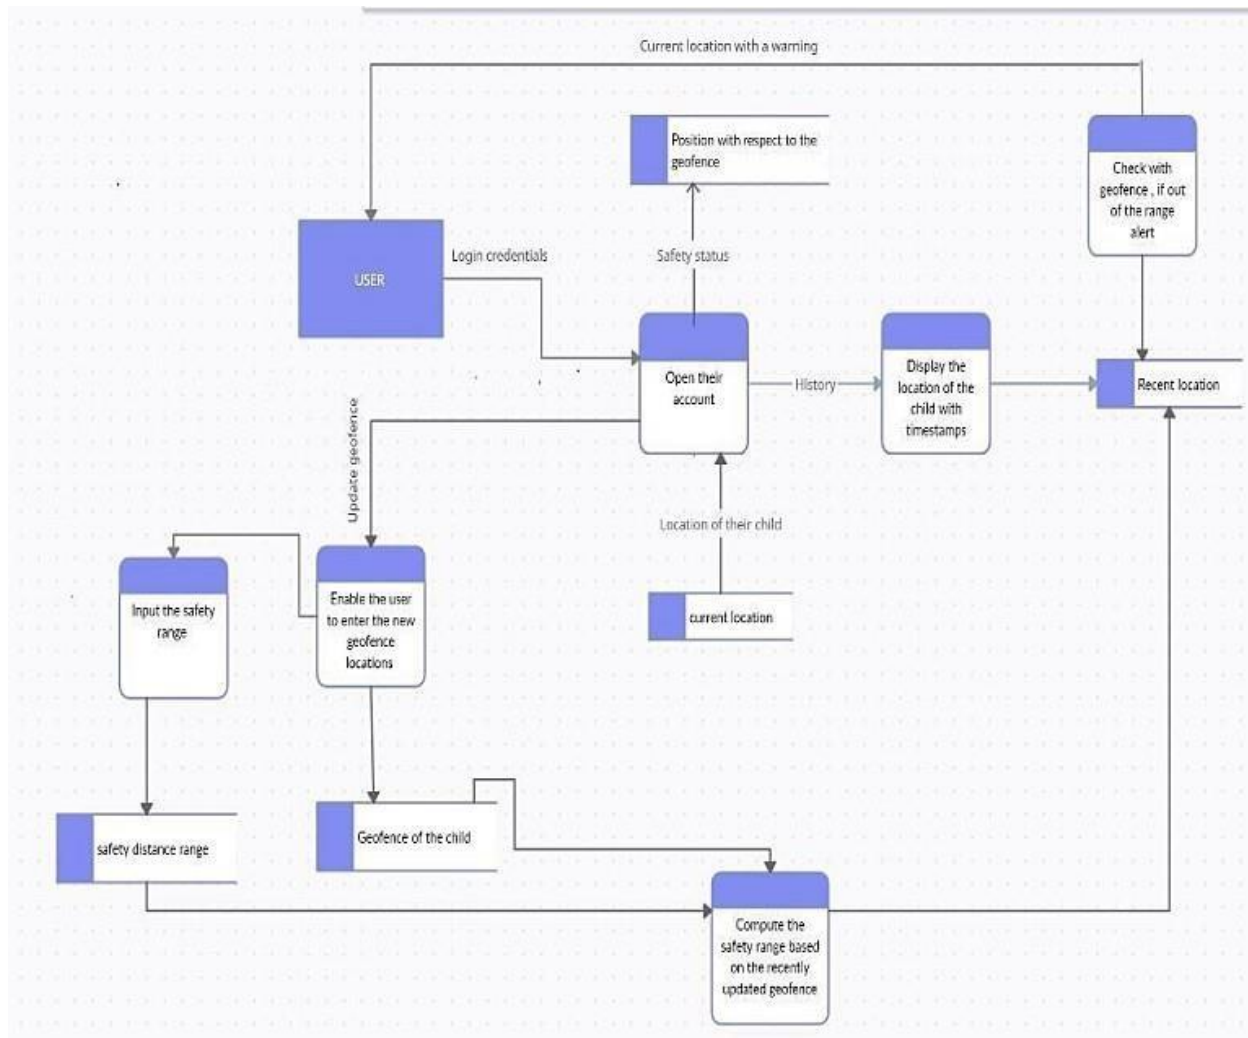 Current location with a warning
Position with respect to the
geofence
Check with
geofence , if out
of the range
alert
USER
Login credentials
Safety status
Open their
account
History
Display the
location of the
child with
timestamps
Recent location
Update geofence
Location of their child
Input the safety
range
Enable the user
to enter the new
geofence
locations
current location
safety distance range
Geofence of the child
Compute the
safety range based
on the recently
updated geofence